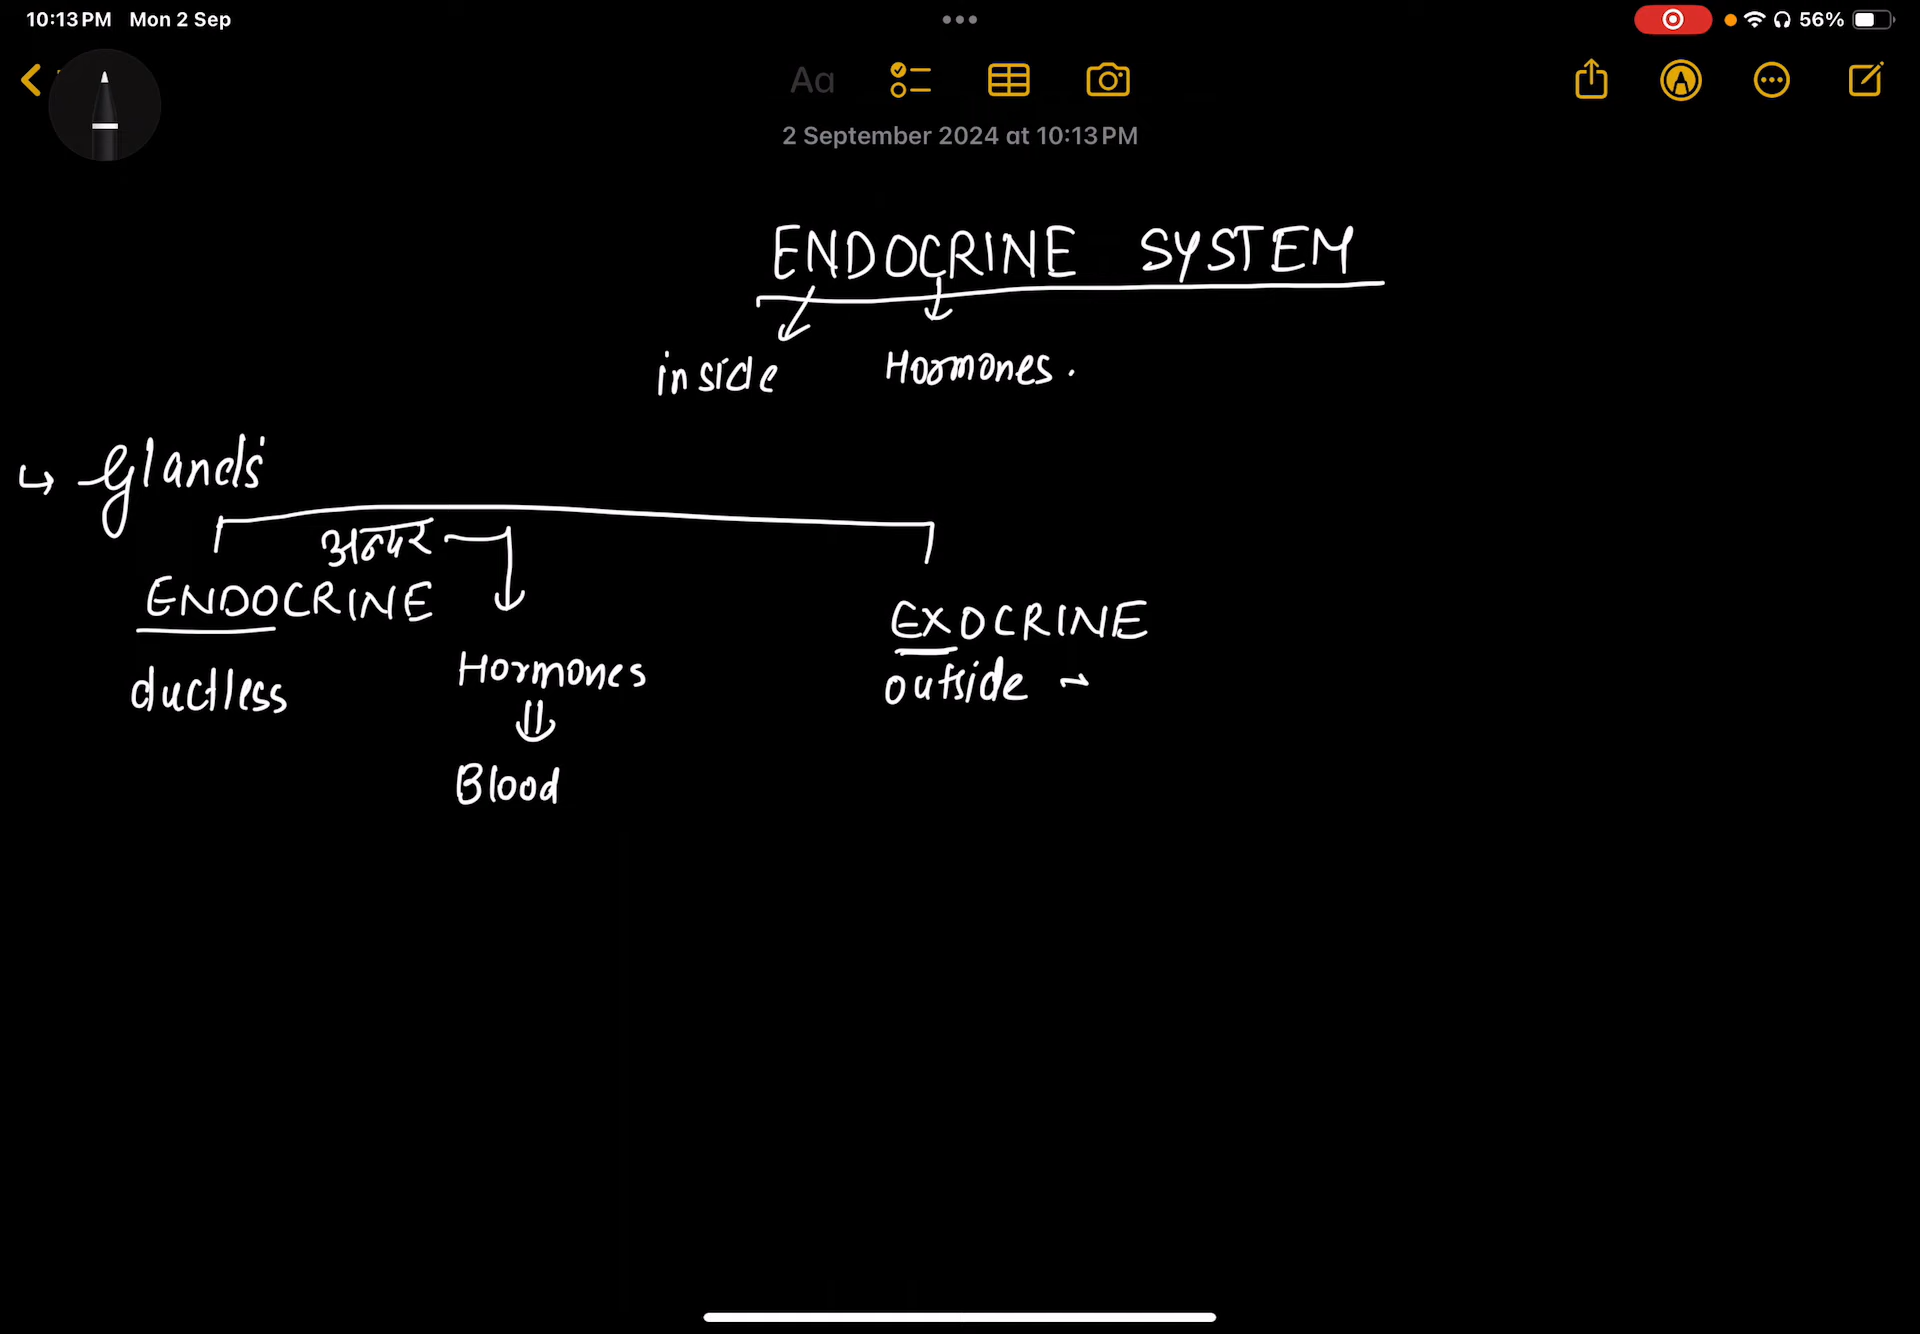 10:13 PM Mon 2 Sep
56%
Aa
2 September 2024 at 10:13 PM
ENDOCRINE SYSTEM
inside Hormones.
↳ Glands
अन्दर
ENDOCRINE EXOCRINE
ductless Hormones outside →
⇓
Blood